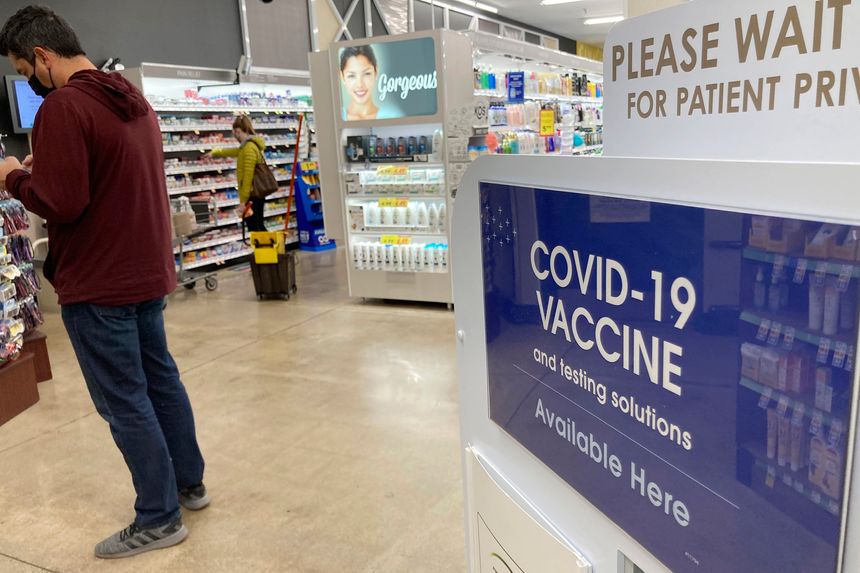 PLEASE WAIT
FOR PATIENT PRIV
Gorgeous
COVID-19
VACCINE
and testing solutions
Available Here